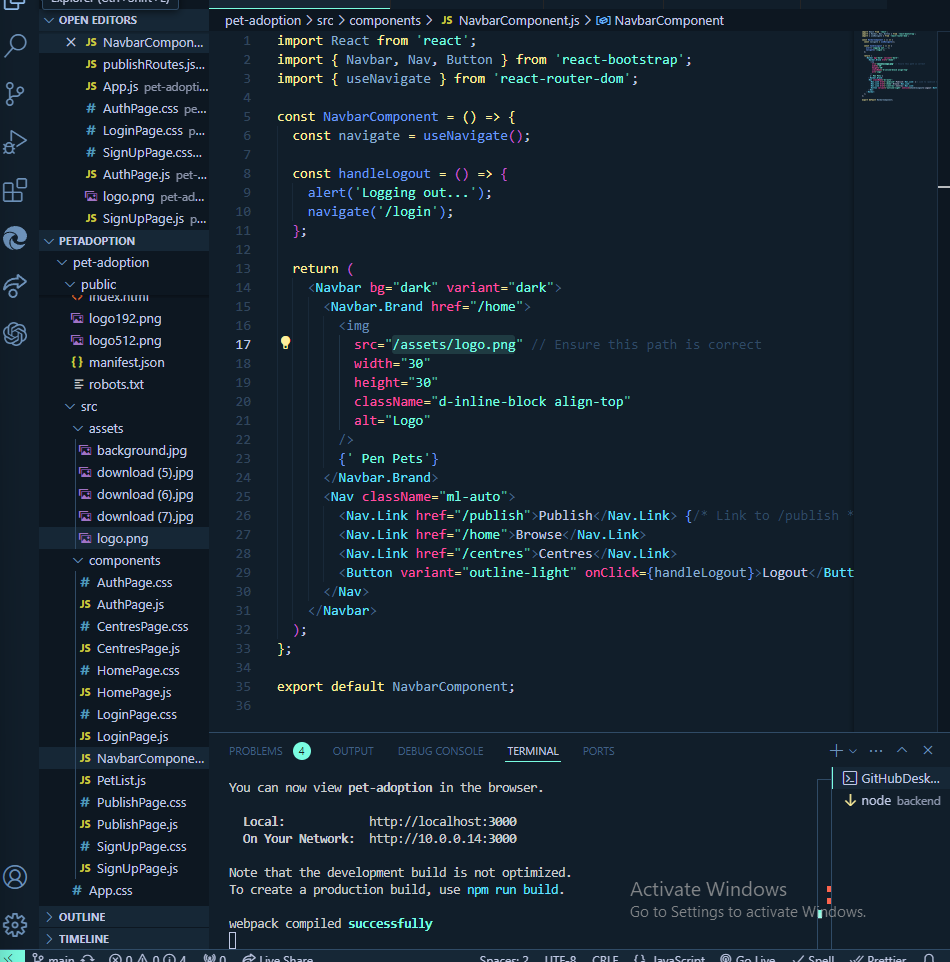 Explorer (Ctrl+Shift+E)
OPEN EDITORS
JS NavbarCompon...
JS publishRoutes.js...
JS App.js pet-adopti...
# AuthPage.css pe...
# LoginPage.css p...
# SignUpPage.css...
JS AuthPage.js pet-...
logo.png pet-ad...
JS SignUpPage.js p...
PETADOPTION
pet-adoption
public
index.html
logo192.png
logo512.png
{} manifest.json
robots.txt
src
assets
background.jpg
download (5).jpg
download (6).jpg
download (7).jpg
logo.png
components
# AuthPage.css
JS AuthPage.js
# CentresPage.css
JS CentresPage.js
# HomePage.css
JS HomePage.js
# LoginPage.css
JS LoginPage.js
JS NavbarCompone...
JS PetList.js
# PublishPage.css
JS PublishPage.js
# SignUpPage.css
JS SignUpPage.js
# App.css
OUTLINE
TIMELINE
pet-adoption > src > components > JS NavbarComponent.js > NavbarComponent
1 import React from 'react';
2 import { Navbar, Nav, Button } from 'react-bootstrap';
3 import { useNavigate } from 'react-router-dom';
4
5 const NavbarComponent = () => {
6 const navigate = useNavigate();
7
8 const handleLogout = () => {
9 alert('Logging out...');
10 navigate('/login');
11 };
12
13 return (
14 <Navbar bg="dark" variant="dark">
15 <Navbar.Brand href="/home">
16 <img
17 src="/assets/logo.png" // Ensure this path is correct
18 width="30"
19 height="30"
20 className="d-inline-block align-top"
21 alt="Logo"
22 />
23 {' Pen Pets'}
24 </Navbar.Brand>
25 <Nav className="ml-auto">
26 <Nav.Link href="/publish">Publish</Nav.Link> {/* Link to /publish *
27 <Nav.Link href="/home">Browse</Nav.Link>
28 <Nav.Link href="/centres">Centres</Nav.Link>
29 <Button variant="outline-light" onClick={handleLogout}>Logout</Butt
30 </Nav>
31 </Navbar>
32 );
33 };
34
35 export default NavbarComponent;
36
PROBLEMS 4 OUTPUT DEBUG CONSOLE TERMINAL PORTS
You can now view pet-adoption in the browser.
Local: http://localhost:3000
On Your Network: http://10.0.0.14:3000
Note that the development build is not optimized.
To create a production build, use npm run build.
webpack compiled successfully
GitHubDesk...
node backend
Activate Windows
Go to Settings to activate Windows.
main 0 0 4 0 Live Share Spaces: 2 UTF-8 CRLF {} JavaScript Go Live Spell Prettier